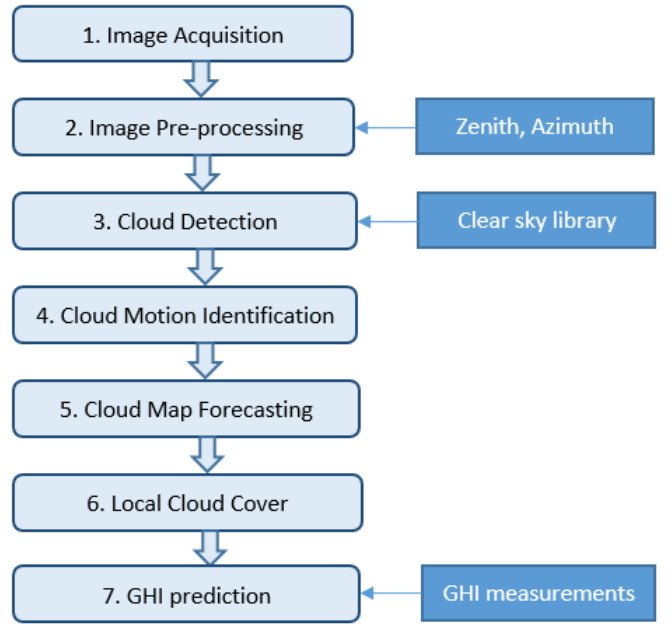 1. Image Acquisition
2. Image Pre-processing
Zenith, Azimuth
3. Cloud Detection
Clear sky library
4. Cloud Motion Identification
5. Cloud Map Forecasting
6. Local Cloud Cover
7. GHI prediction
GHI measurements